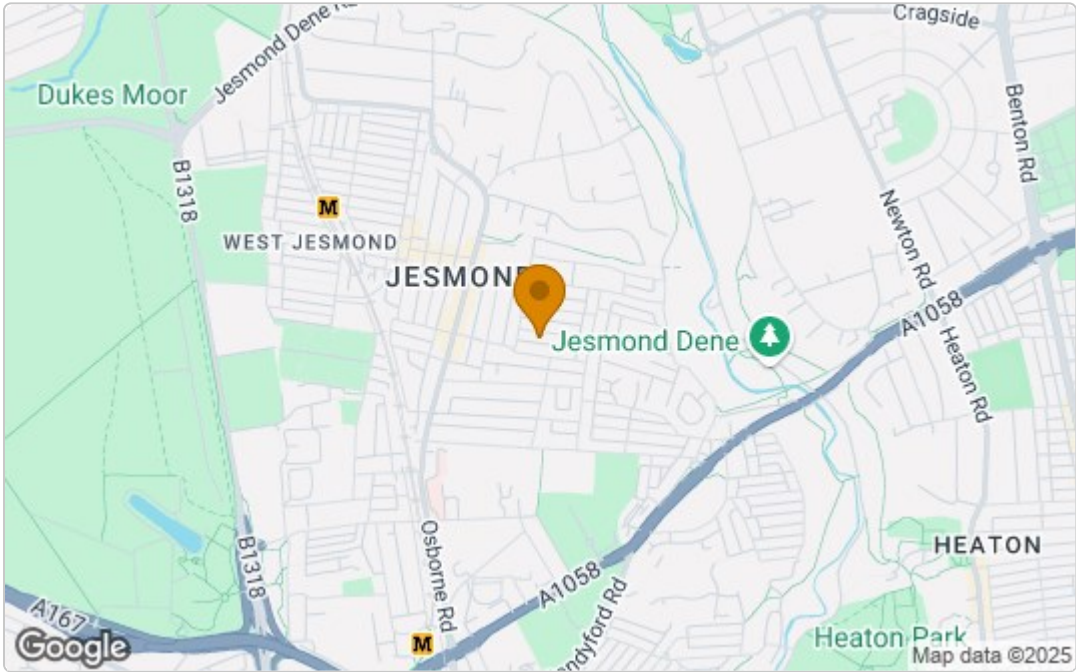 Cragside
Jesmond Dene Rd
Dukes Moor
Benton Rd
B1318
M
Newton Rd
WEST JESMOND
JESMOND
A1058
Jesmond Dene
Heaton Rd
Osborne Rd
B1318
HEATON
A1058
A167
M
Heaton Park
Google
Map data ©2025